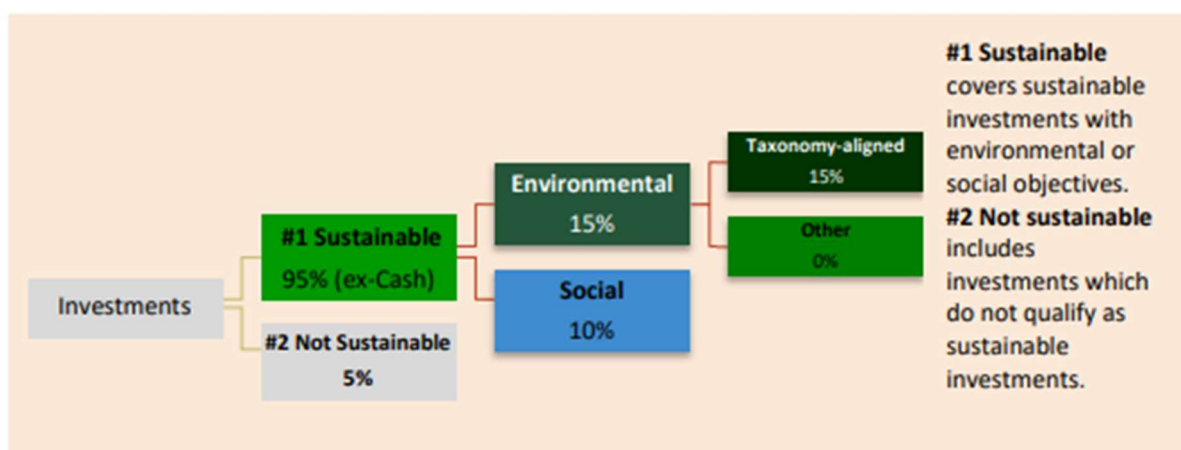 Investments
#1 Sustainable
95% (ex-Cash)
#2 Not Sustainable
5%
Environmental
15%
Social
10%
Taxonomy-aligned
15%
Other
0%
#1 Sustainable
covers sustainable
investments with
environmental or
social objectives.
#2 Not sustainable
includes
investments which
do not qualify as
sustainable
investments.